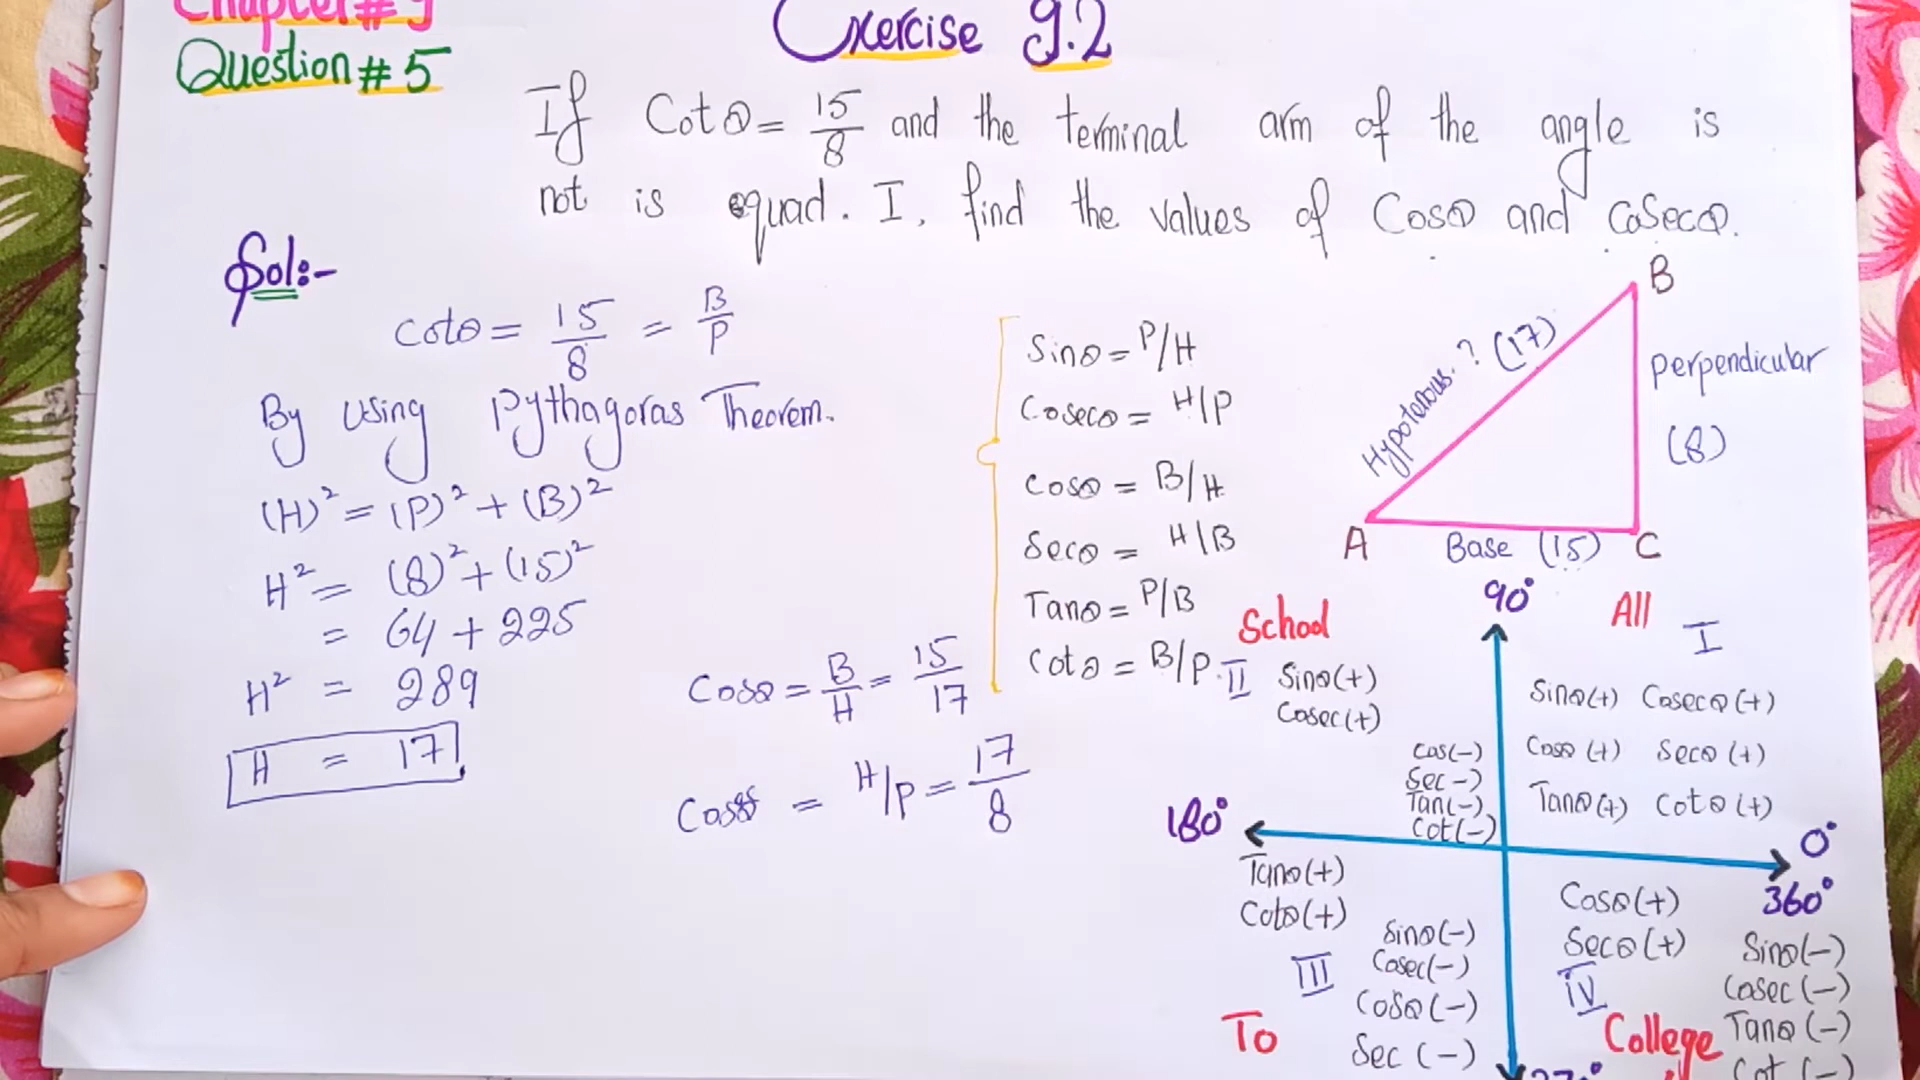 Chapter # 9
Question # 5
Exercise 9.2
If Cotθ = 15/8 and the terminal arm of the angle is
not is equad. I, find the values of Cosθ and Cosecθ.
Sol:-
Cotθ = 15/8 = B/P
By using Pythagoras Theorem.
(H)² = (P)² + (B)²
H² = (8)² + (15)²
= 64 + 225
H² = 289
H = 17
Cosθ = B/H = 15/17
= H/P = 17/8
Sinθ = P/H
Cosecθ = H/P
Cosθ = B/H
Secθ = H/B
Tanθ = P/B
Cotθ = B/P
B
Hypotenous. ? (17)
perpendicular
(8)
A
Base (15)
C
90°
School
All
I
II
Sinθ(+)
Cosec(+)
Cos(-)
Sec-)
Tan(-)
Cot(-)
Sinθ(+) Cosecθ(+)
Cosθ(+) Secθ(+)
Tanθ(+) Cotθ(+)
180°
0°
360°
Tanθ(+)
Cotθ(+)
III
Sinθ(-)
Cosec(-)
Cosθ(-)
Sec (-)
To
Cosθ(+)
Secθ(+)
IV
Sinθ(-)
Cosec(-)
Tanθ(-)
Cot (-)
College